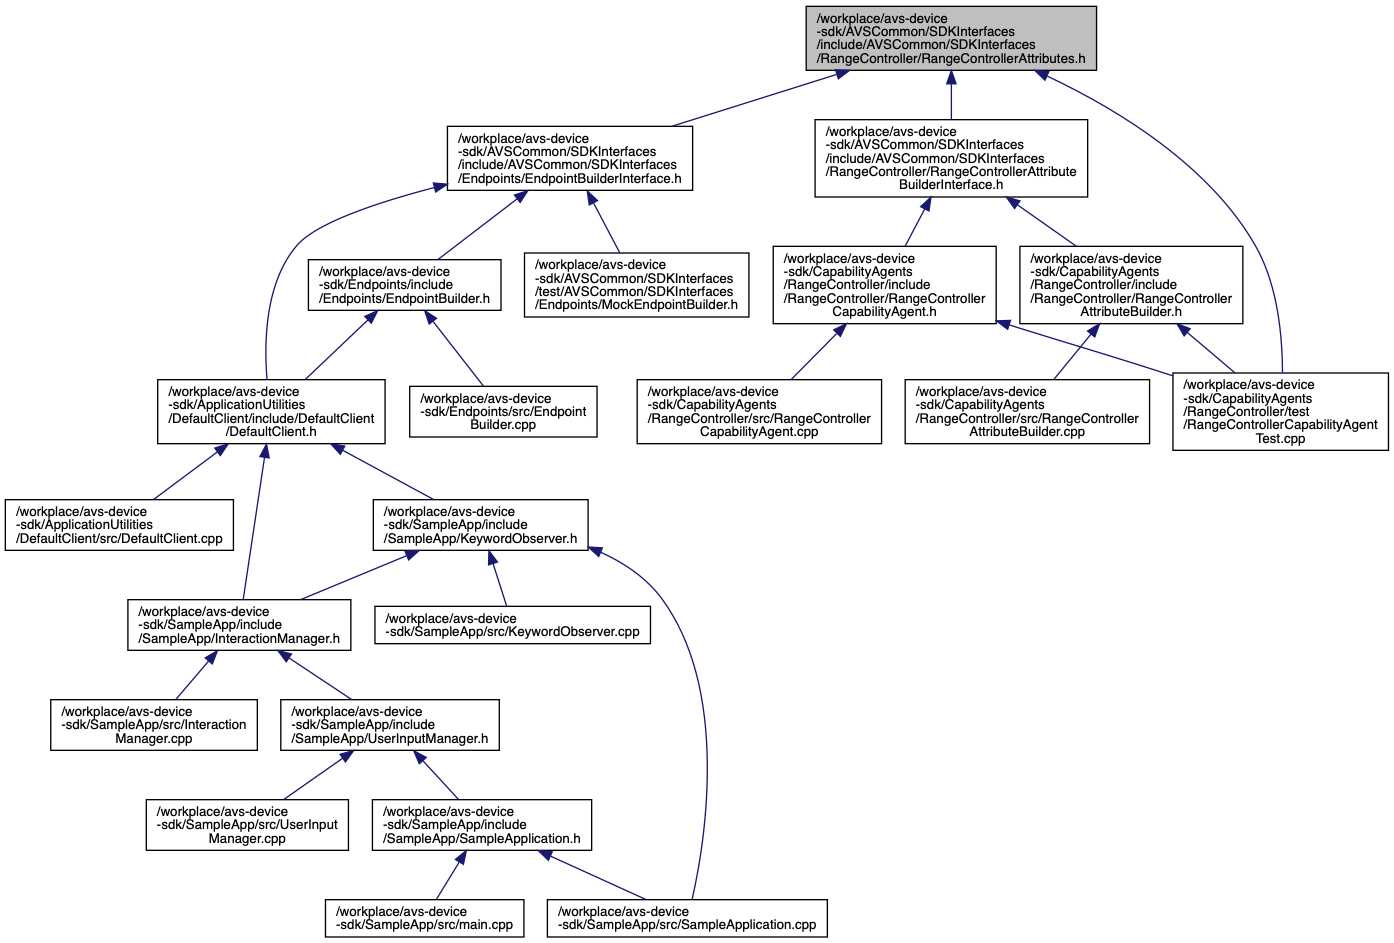 /workplace/avs-device
-sdk/AVSCommon/SDKInterfaces
/include/AVSCommon/SDKInterfaces
/RangeController/RangeControllerAttributes.h
/workplace/avs-device
-sdk/AVSCommon/SDKInterfaces
/include/AVSCommon/SDKInterfaces
/Endpoints/EndpointBuilderInterface.h
/workplace/avs-device
-sdk/AVSCommon/SDKInterfaces
/include/AVSCommon/SDKInterfaces
/RangeController/RangeControllerAttribute
BuilderInterface.h
/workplace/avs-device
-sdk/Endpoints/include
/Endpoints/EndpointBuilder.h
/workplace/avs-device
-sdk/AVSCommon/SDKInterfaces
/test/AVSCommon/SDKInterfaces
/Endpoints/MockEndpointBuilder.h
/workplace/avs-device
-sdk/CapabilityAgents
/RangeController/include
/RangeController/RangeController
CapabilityAgent.h
/workplace/avs-device
-sdk/CapabilityAgents
/RangeController/include
/RangeController/RangeController
AttributeBuilder.h
/workplace/avs-device
-sdk/ApplicationUtilities
/DefaultClient/include/DefaultClient
/DefaultClient.h
/workplace/avs-device
-sdk/Endpoints/src/Endpoint
Builder.cpp
/workplace/avs-device
-sdk/CapabilityAgents
/RangeController/src/RangeController
CapabilityAgent.cpp
/workplace/avs-device
-sdk/CapabilityAgents
/RangeController/src/RangeController
AttributeBuilder.cpp
/workplace/avs-device
-sdk/CapabilityAgents
/RangeController/test
/RangeControllerCapabilityAgent
Test.cpp
/workplace/avs-device
-sdk/ApplicationUtilities
/DefaultClient/src/DefaultClient.cpp
/workplace/avs-device
-sdk/SampleApp/include
/SampleApp/KeywordObserver.h
/workplace/avs-device
-sdk/SampleApp/include
/SampleApp/InteractionManager.h
/workplace/avs-device
-sdk/SampleApp/src/KeywordObserver.cpp
/workplace/avs-device
-sdk/SampleApp/src/Interaction
Manager.cpp
/workplace/avs-device
-sdk/SampleApp/include
/SampleApp/UserInputManager.h
/workplace/avs-device
-sdk/SampleApp/src/UserInput
Manager.cpp
/workplace/avs-device
-sdk/SampleApp/include
/SampleApp/SampleApplication.h
/workplace/avs-device
-sdk/SampleApp/src/main.cpp
/workplace/avs-device
-sdk/SampleApp/src/SampleApplication.cpp